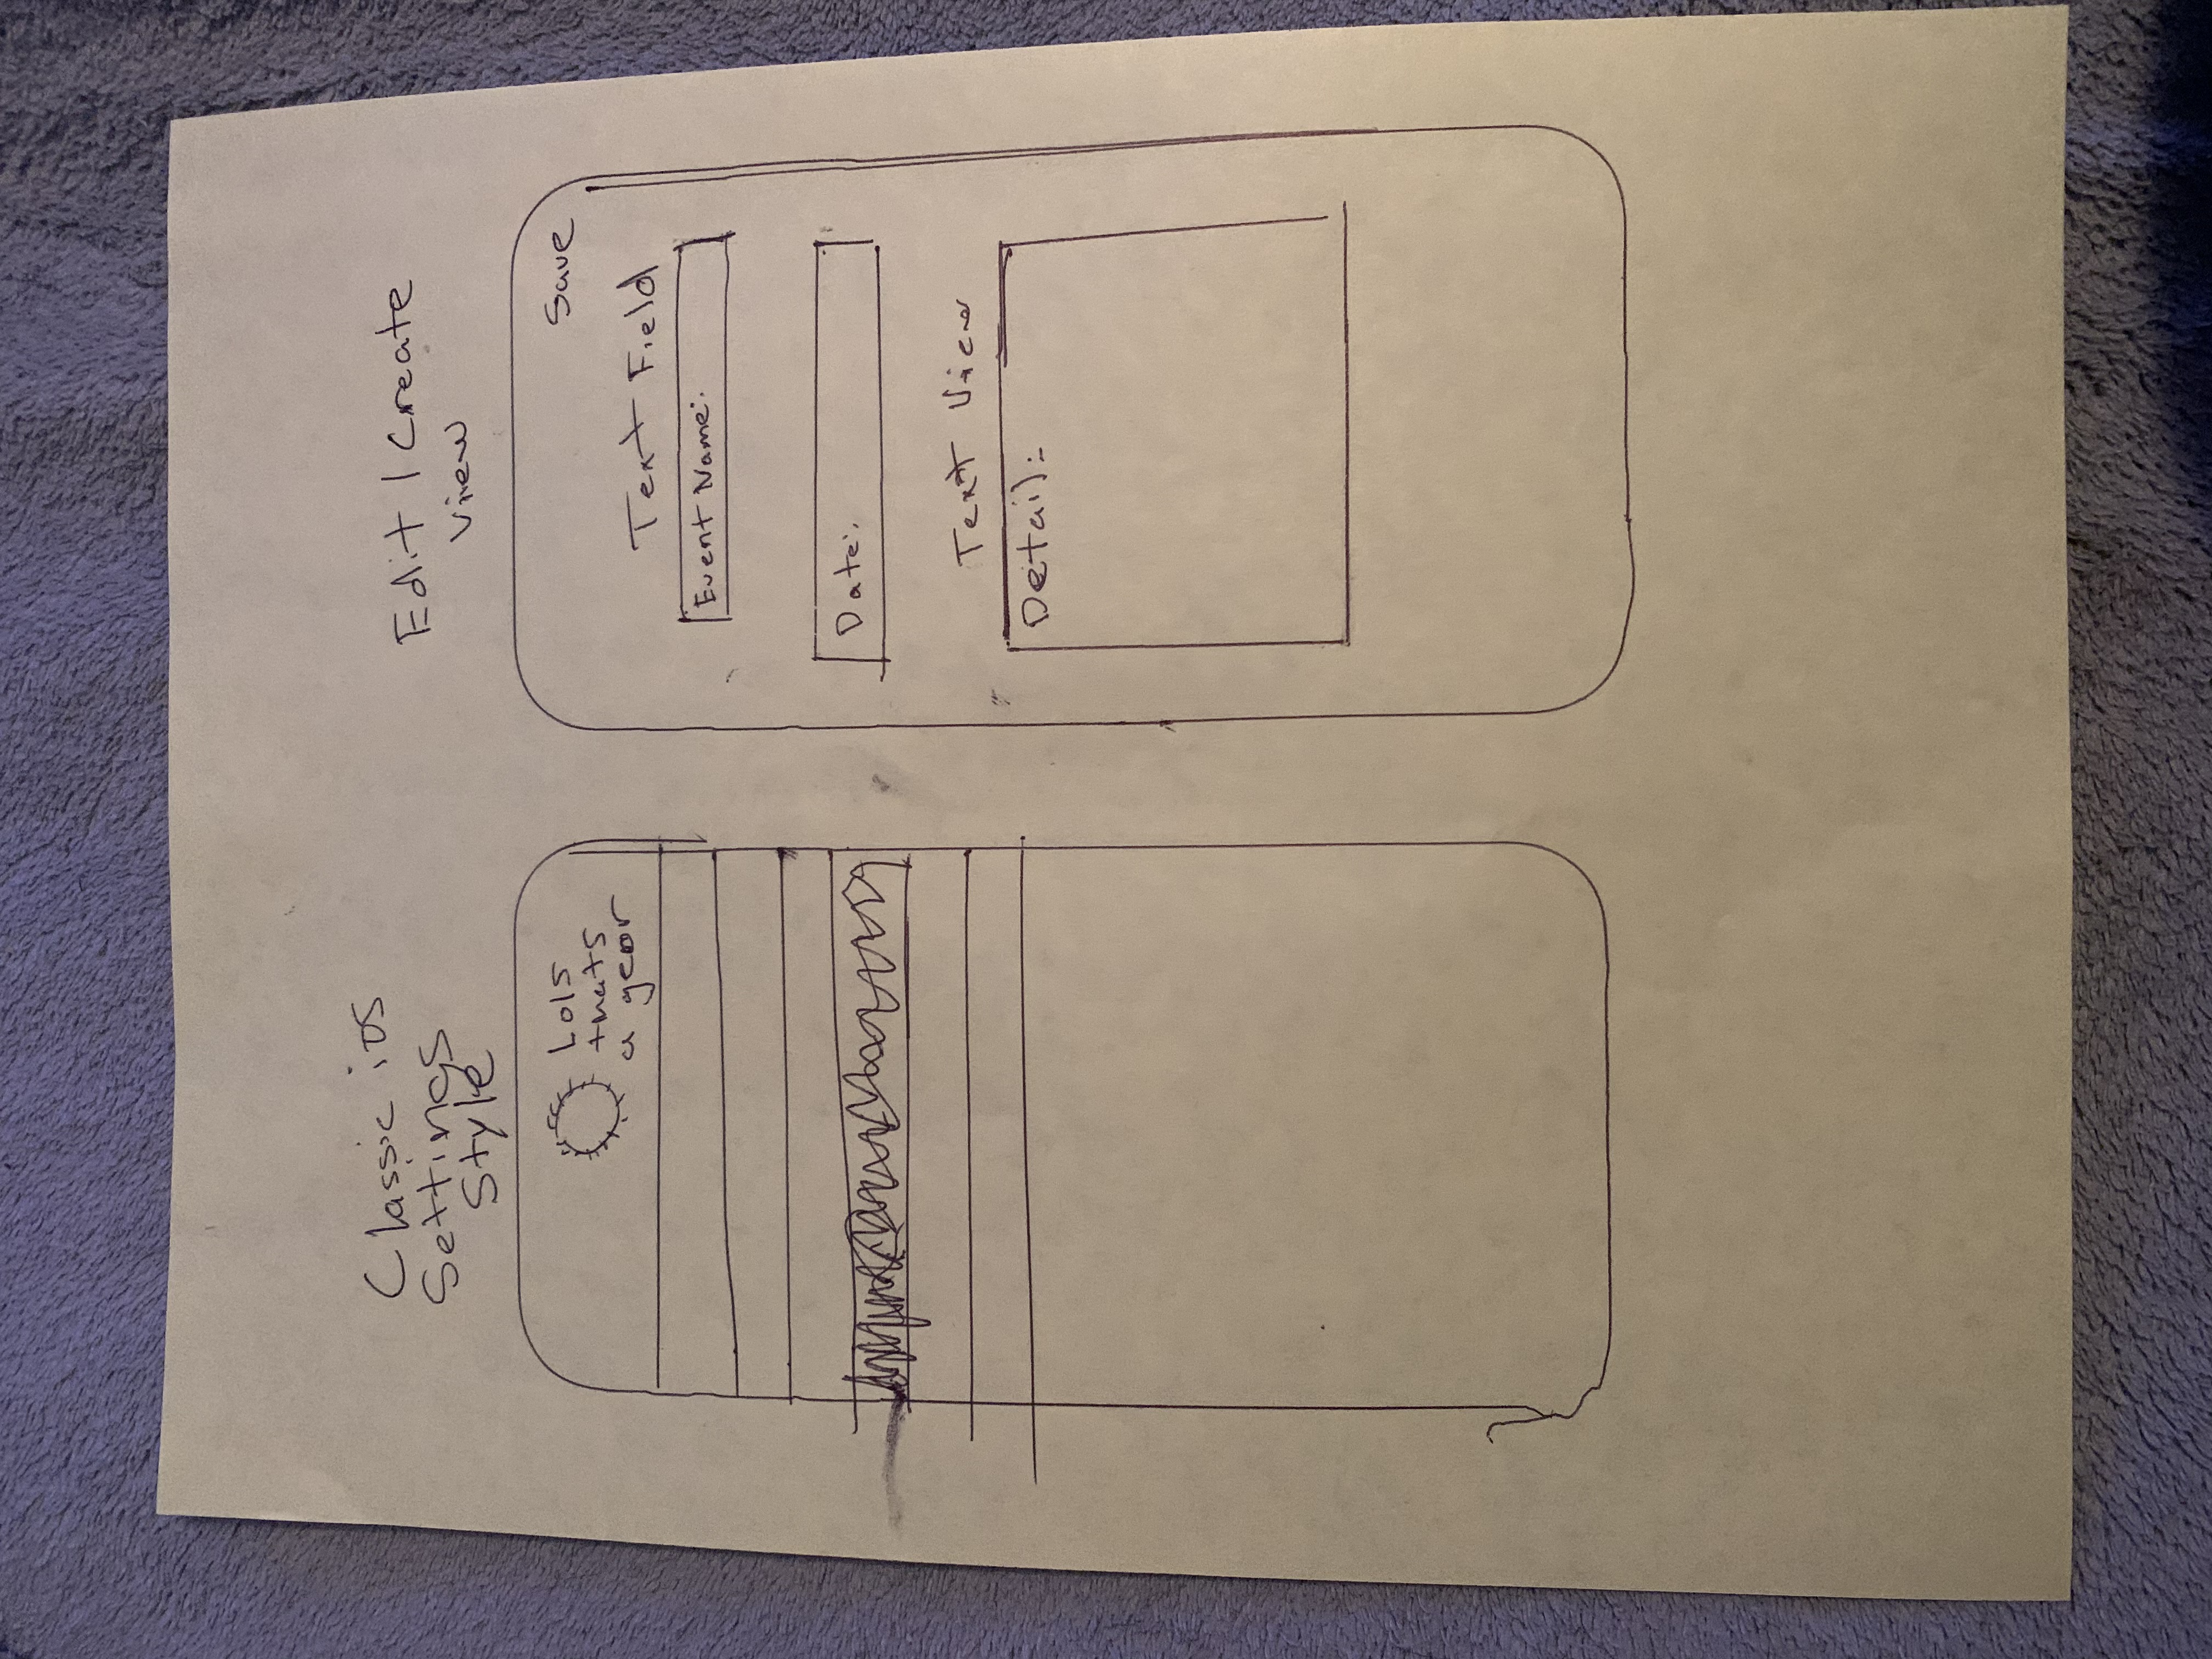 Classic iOS
Settings
Style
Lols
thats
a gear
Edit / Create
View
Save
Text Field
Event Name:
Date:
Text View
Detail: